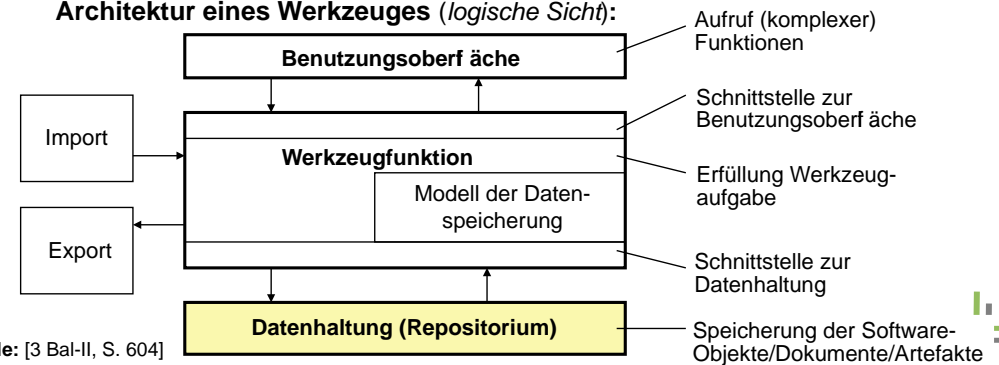 Architektur eines Werkzeuges (logische Sicht):
Benutzungsoberf äche
Aufruf (komplexer)
Funktionen
Import
Export
Werkzeugfunktion
Modell der Daten-
speicherung
Schnittstelle zur
Benutzungsoberf äche
Erfüllung Werkzeug-
aufgabe
Schnittstelle zur
Datenhaltung
Datenhaltung (Repositorium)
Speicherung der Software-
Objekte/Dokumente/Artefakte
le: [3 Bal-II, S. 604]